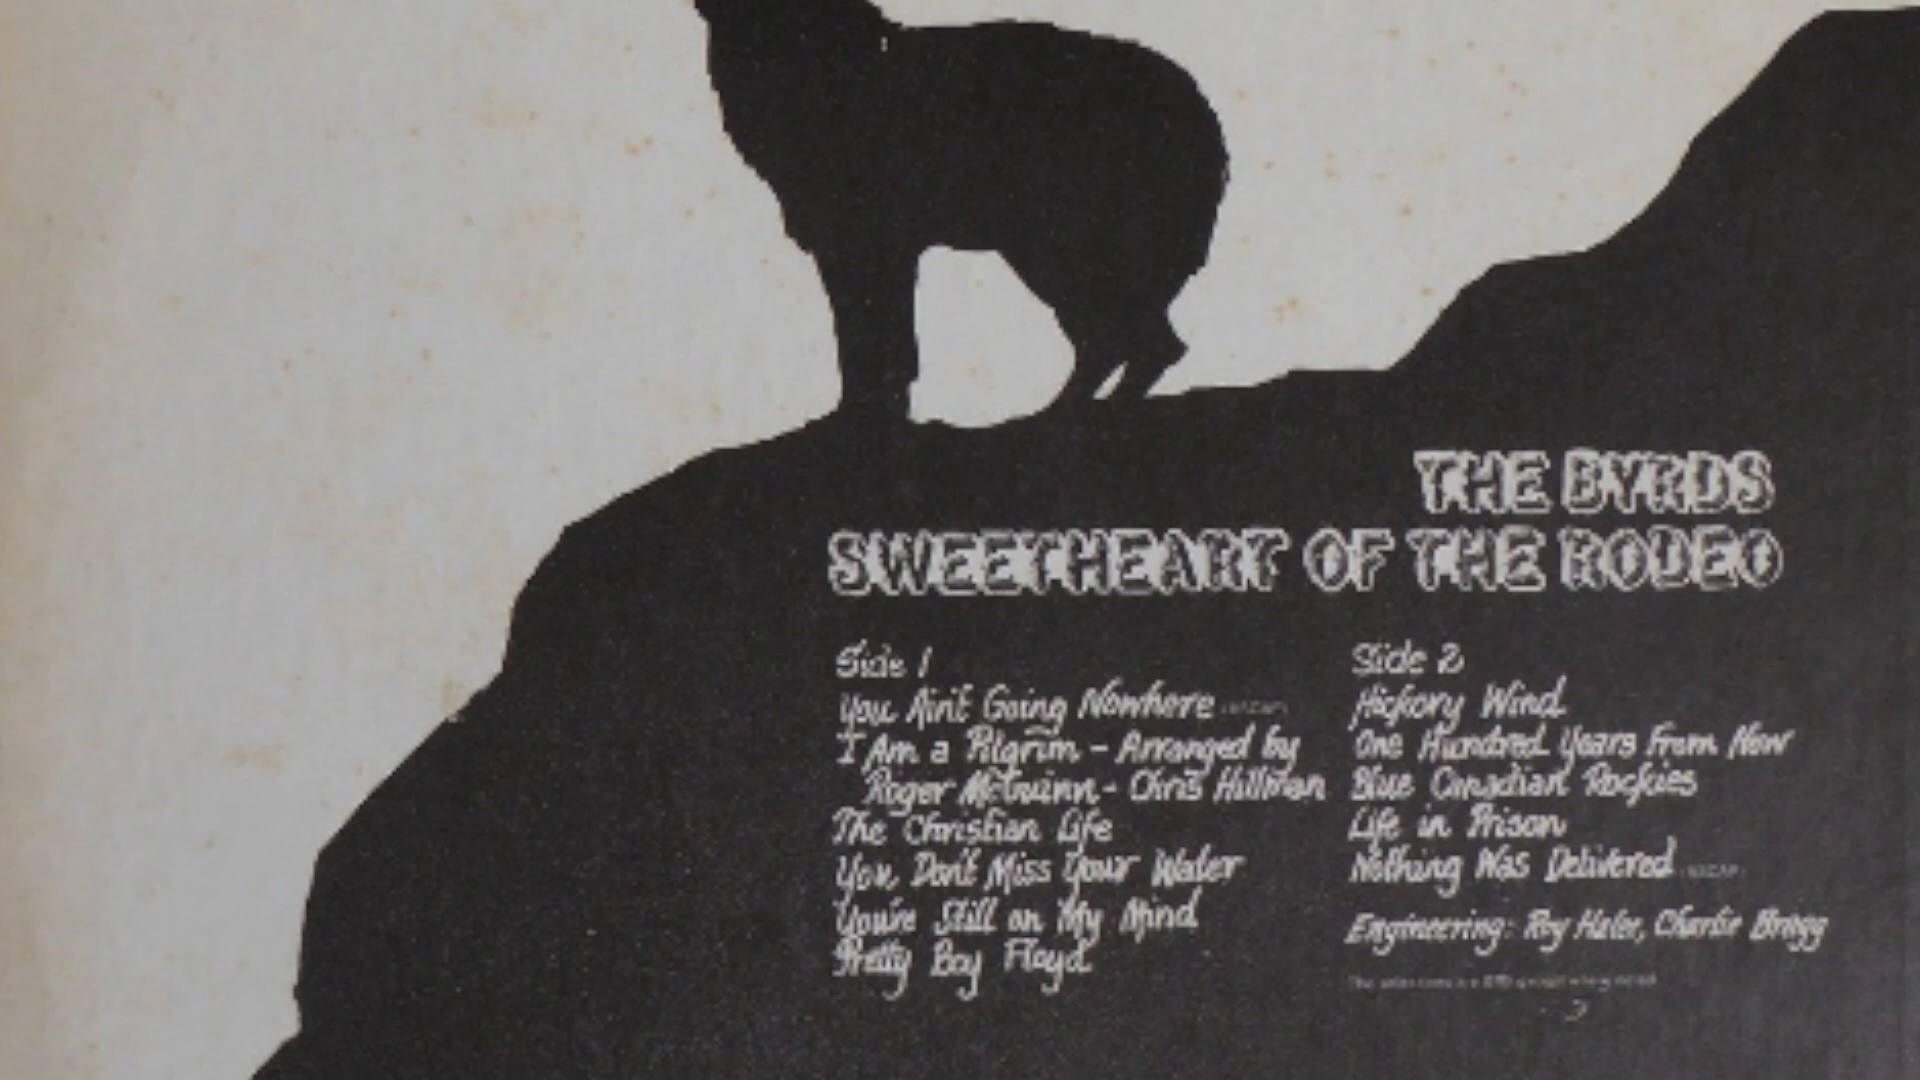 THE BYRDS
SWEETHEART OF THE RODEO
Side 1
You Ain't Going Nowhere
I Am a Pilgrim - Arranged by
Roger McGuinn - Chris Hillman
The Christian Life
You Don't Miss Your Water
You're Still on My Mind
Pretty Boy Floyd
Side 2
Hickory Wind
One Hundred Years From Now
Blue Canadian Rockies
Life in Prison
Nothing Was Delivered
Engineering: Roy Halee, Charlie Bragg